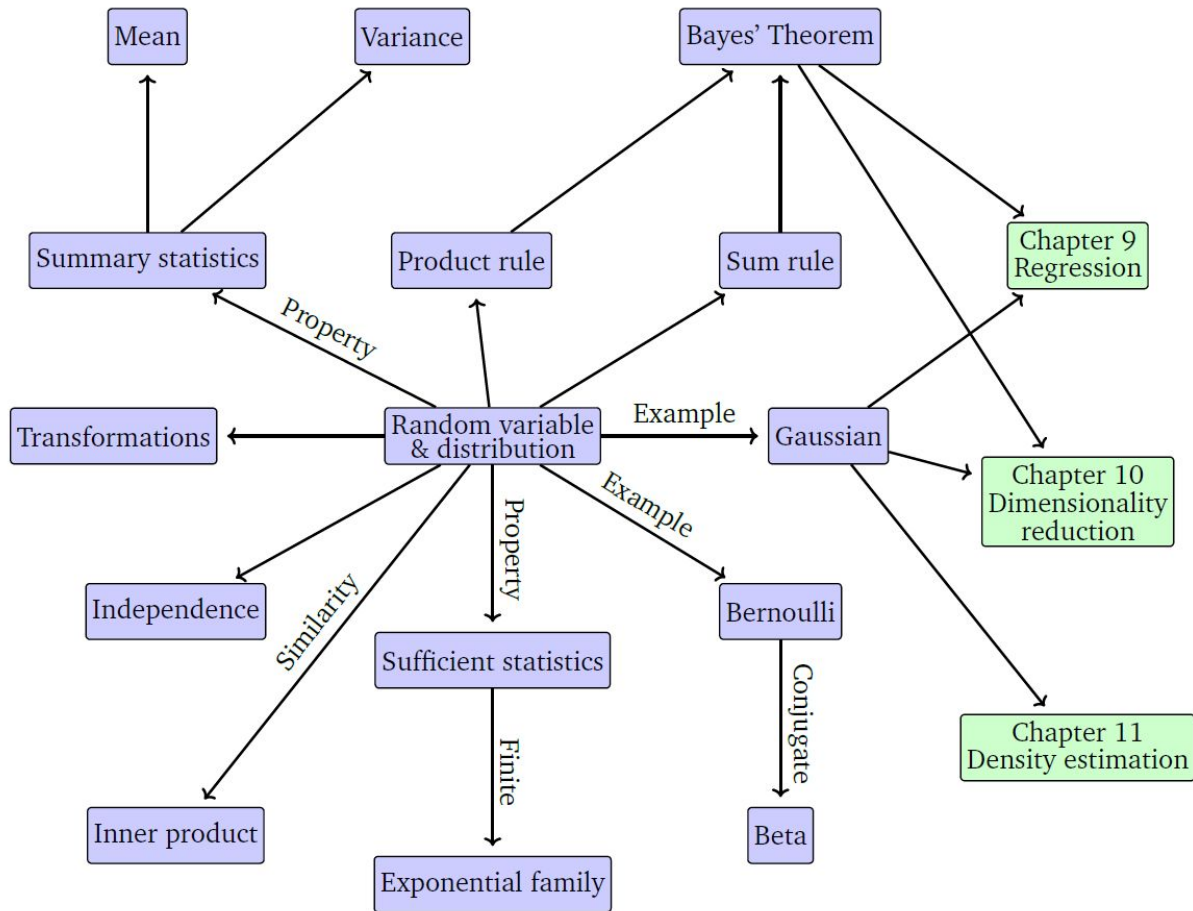 Mean
Variance
Bayes’ Theorem
Summary statistics
Product rule
Sum rule
Chapter 9
Regression
Property
Transformations
Random variable
& distribution
Example
Gaussian
Chapter 10
Dimensionality
reduction
Property
Example
Independence
Similarity
Bernoulli
Sufficient statistics
Conjugate
Finite
Chapter 11
Density estimation
Inner product
Beta
Exponential family